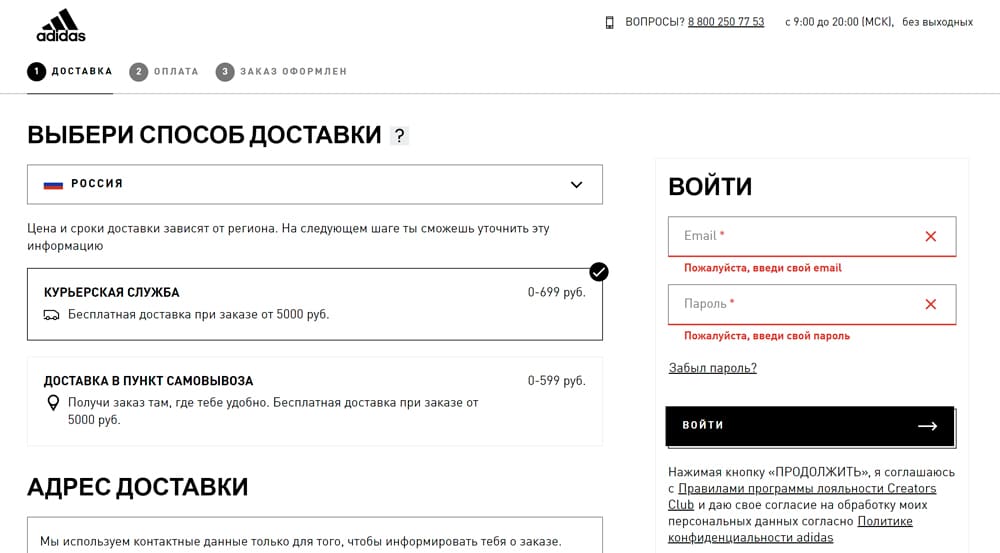 adidas
ВОПРОСЫ? 8 800 250 77 53 с 9:00 до 20:00 (МСК), без выходных
1 ДОСТАВКА 2 ОПЛАТА 3 ЗАКАЗ ОФОРМЛЕН
ВЫБЕРИ СПОСОБ ДОСТАВКИ ?
РОССИЯ
Цена и сроки доставки зависят от региона. На следующем шаге ты сможешь уточнить эту
информацию
КУРЬЕРСКАЯ СЛУЖБА 0-699 руб.
Бесплатная доставка при заказе от 5000 руб.
ДОСТАВКА В ПУНКТ САМОВЫВОЗА 0-599 руб.
Получи заказ там, где тебе удобно. Бесплатная доставка при заказе от
5000 руб.
АДРЕС ДОСТАВКИ
Мы используем контактные данные только для того, чтобы информировать тебя о заказе.
ВОЙТИ
Email *
Пожалуйста, введи свой email
Пароль *
Пожалуйста, введи свой пароль
Забыл пароль?
ВОЙТИ
Нажимая кнопку «ПРОДОЛЖИТЬ», я соглашаюсь
с Правилами программы лояльности Creators
Club и даю свое согласие на обработку моих
персональных данных согласно Политике
конфиденциальности adidas